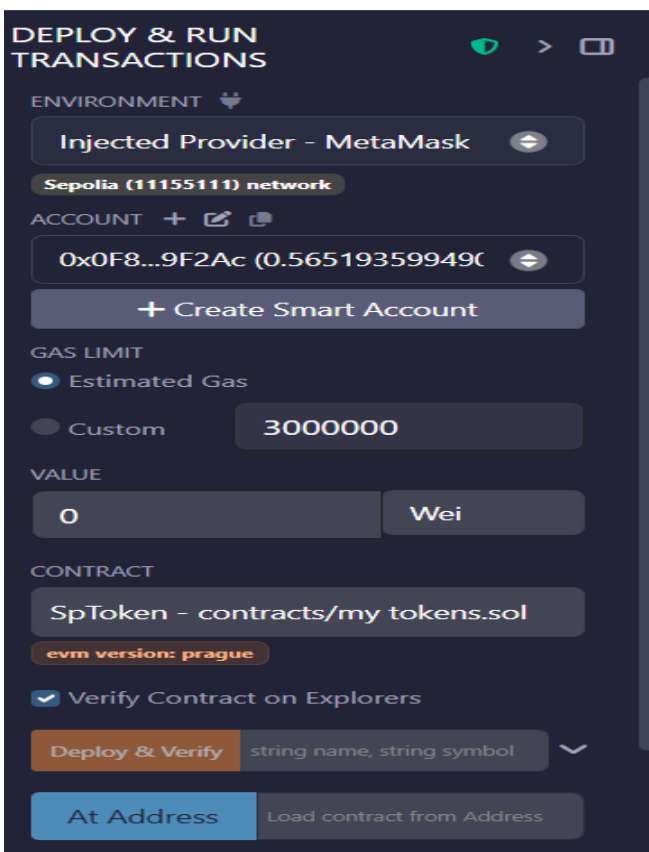 DEPLOY & RUN
TRANSACTIONS
ENVIRONMENT
Injected Provider - MetaMask
Sepolia (11155111) network
ACCOUNT
0x0F8...9F2Ac (0.56519359949(
+ Create Smart Account
GAS LIMIT
Estimated Gas
Custom 3000000
VALUE
0 Wei
CONTRACT
SpToken - contracts/my tokens.sol
evm version: prague
Verify Contract on Explorers
Deploy & Verify string name, string symbol
At Address Load contract from Address